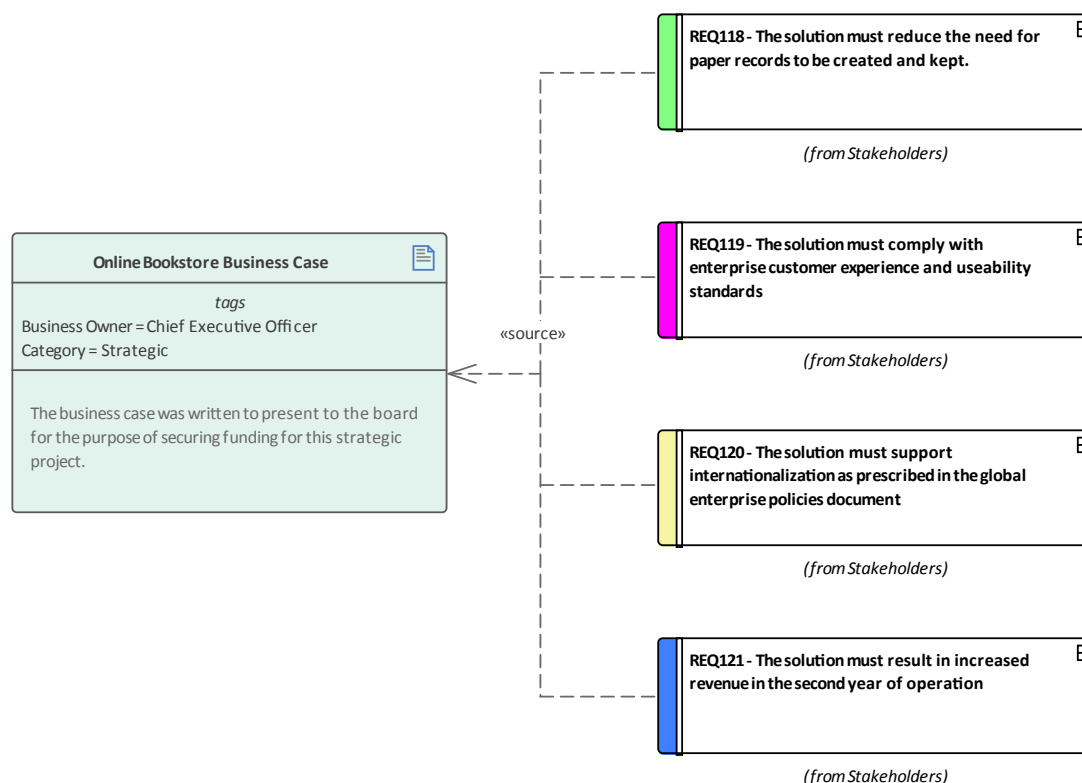 REQ118 - The solution must reduce the need for
paper records to be created and kept.
(from Stakeholders)
REQ119 - The solution must comply with
enterprise customer experience and useability
standards
(from Stakeholders)
Online Bookstore Business Case
tags
Business Owner = Chief Executive Officer
Category = Strategic
The business case was written to present to the board
for the purpose of securing funding for this strategic
project.
«source»
REQ120 - The solution must support
internationalization as prescribed in the global
enterprise policies document
(from Stakeholders)
REQ121 - The solution must result in increased
revenue in the second year of operation
(from Stakeholders)